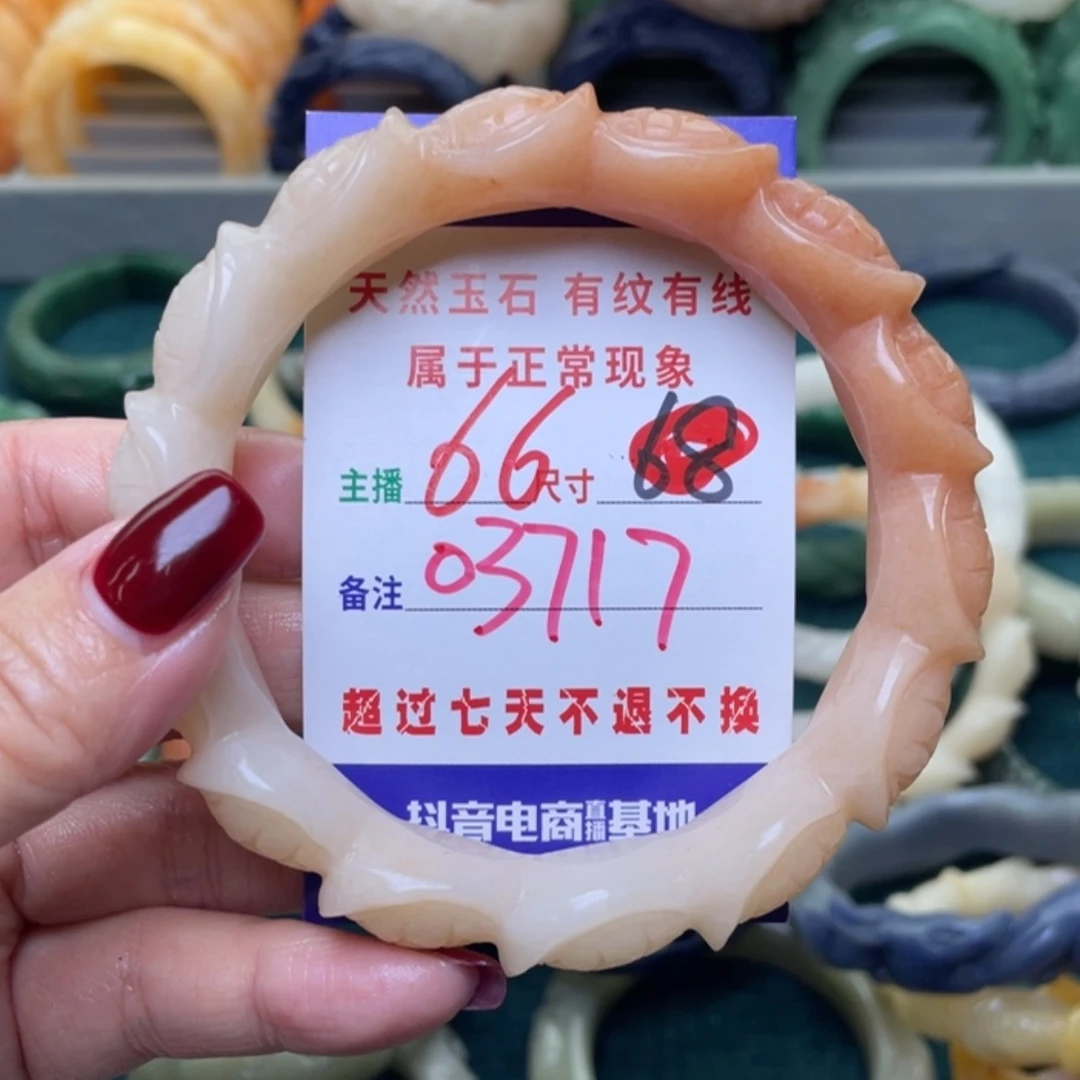 天然玉石 有纹有线
属于正常现象
主播 66 尺寸 68
备注 03717
超过七天不退不换
抖音电商直播基地